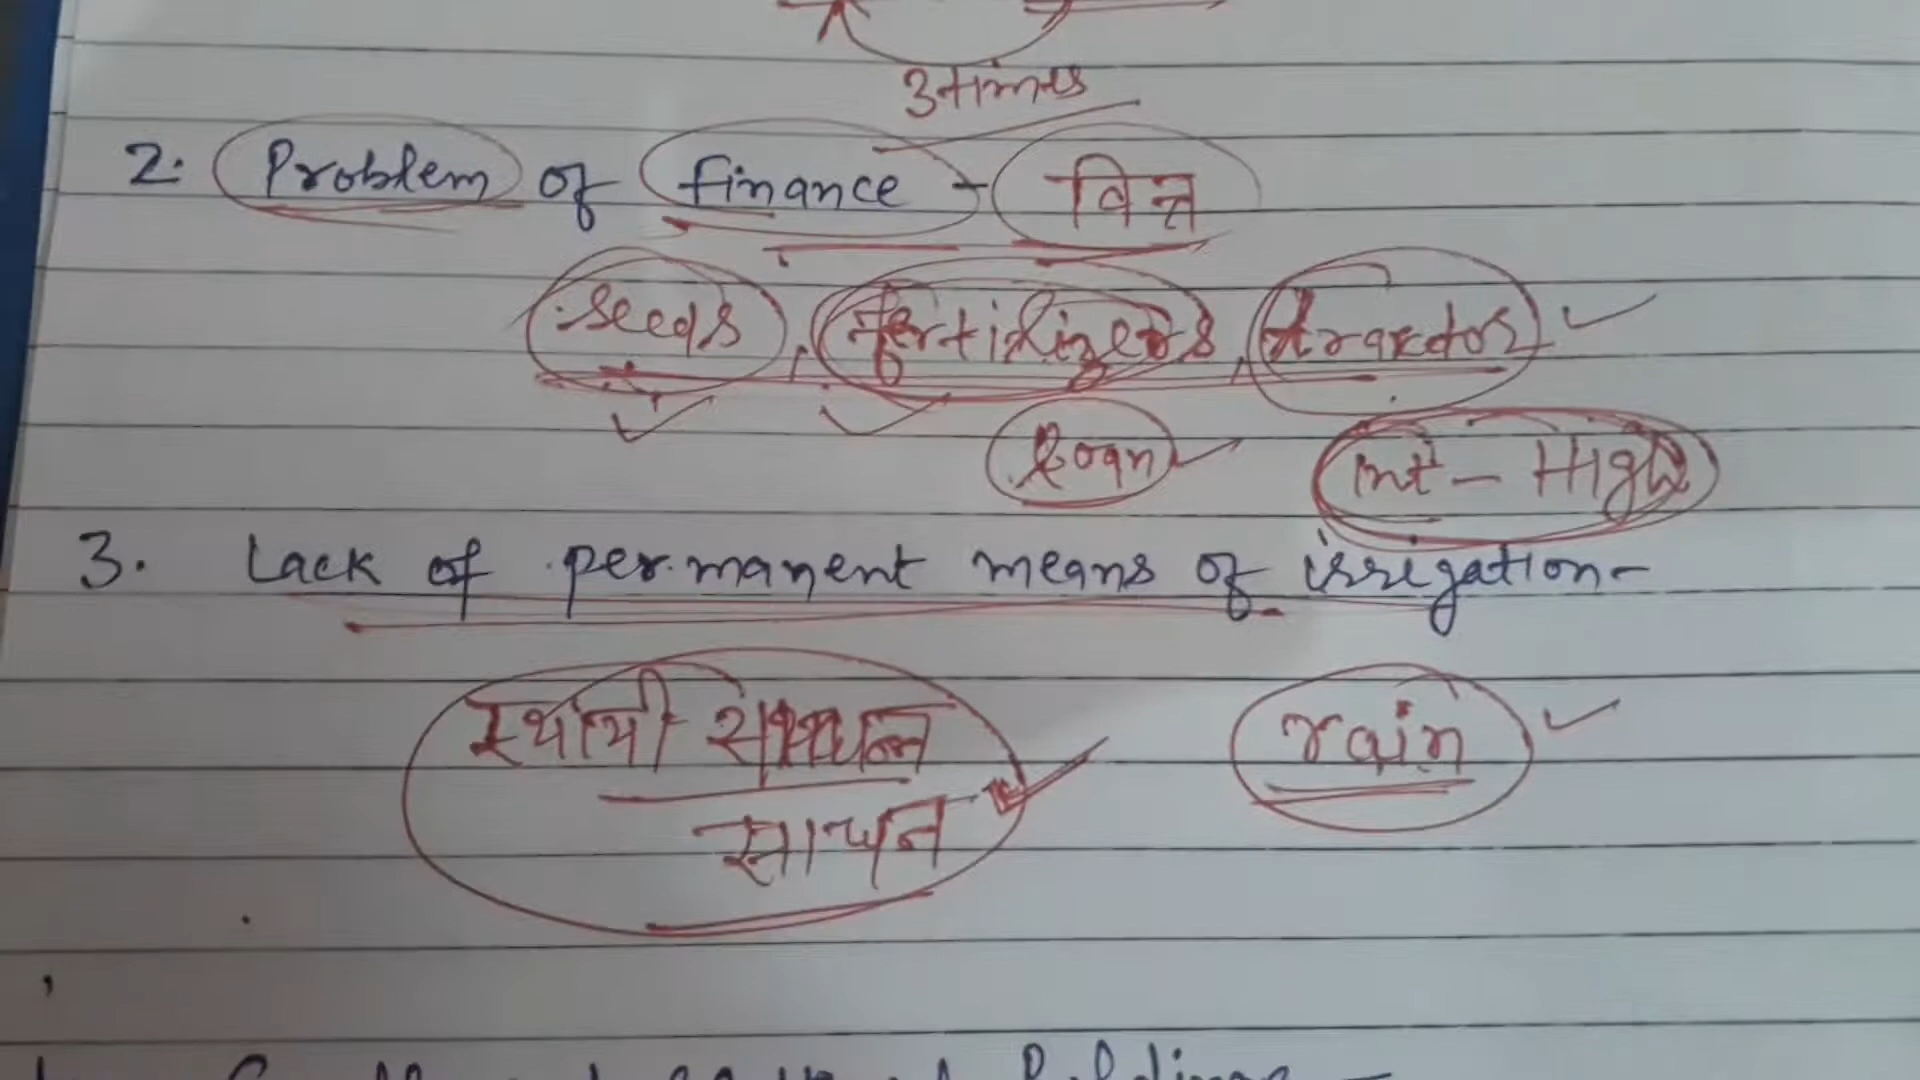 3 times
2. Problem of finance - वित्त
seeds, fertilizers, traktos
loan Int - High
3. Lack of permanent means of irrigation-
स्थायी rain
साधन